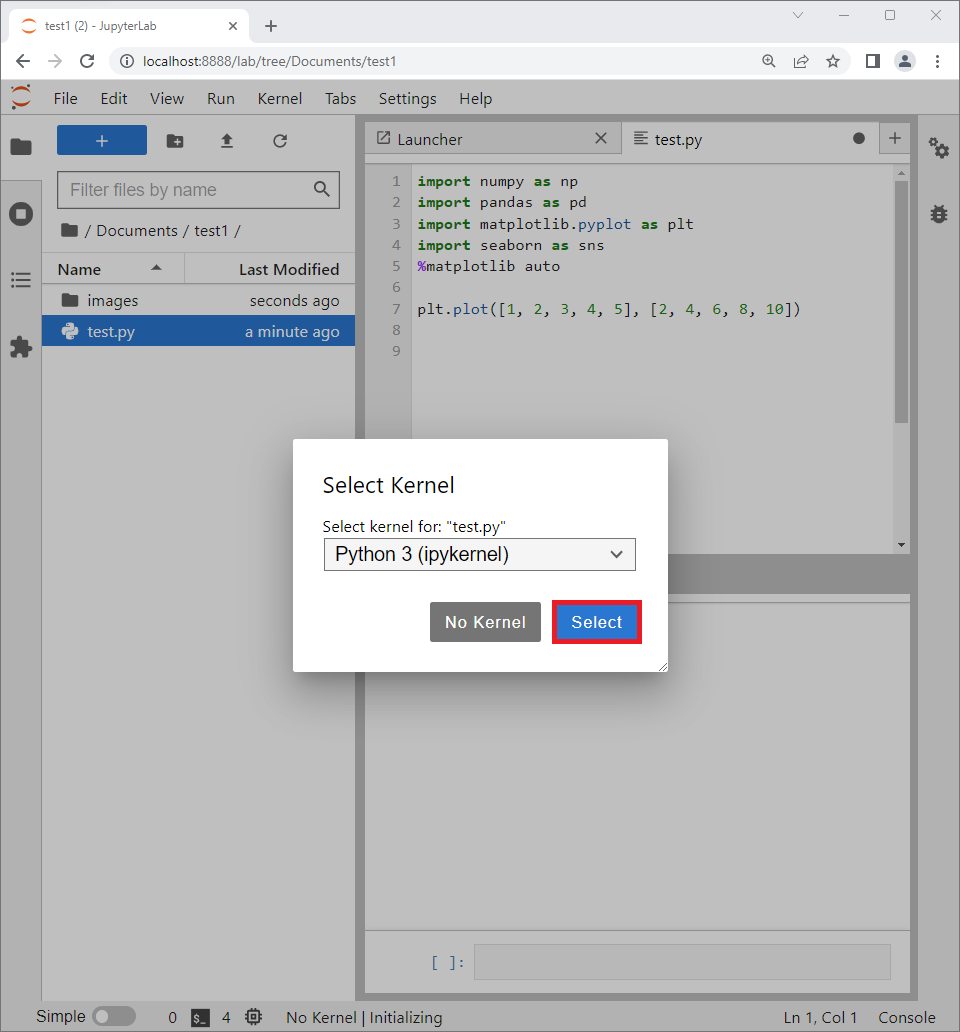 test1 (2) - JupyterLab
localhost:8888/lab/tree/Documents/test1
File Edit View Run Kernel Tabs Settings Help
Launcher
test.py
Filter files by name
/ Documents / test1 /
Name Last Modified
images seconds ago
test.py a minute ago
1 import numpy as np
2 import pandas as pd
3 import matplotlib.pyplot as plt
4 import seaborn as sns
5 %matplotlib auto
6
7 plt.plot([1, 2, 3, 4, 5], [2, 4, 6, 8, 10])
8
9
Select Kernel
Select kernel for: "test.py"
Python 3 (ipykernel)
No Kernel Select
[ ]:
Simple 0 $_ 4 No Kernel | Initializing Ln 1, Col 1 Console